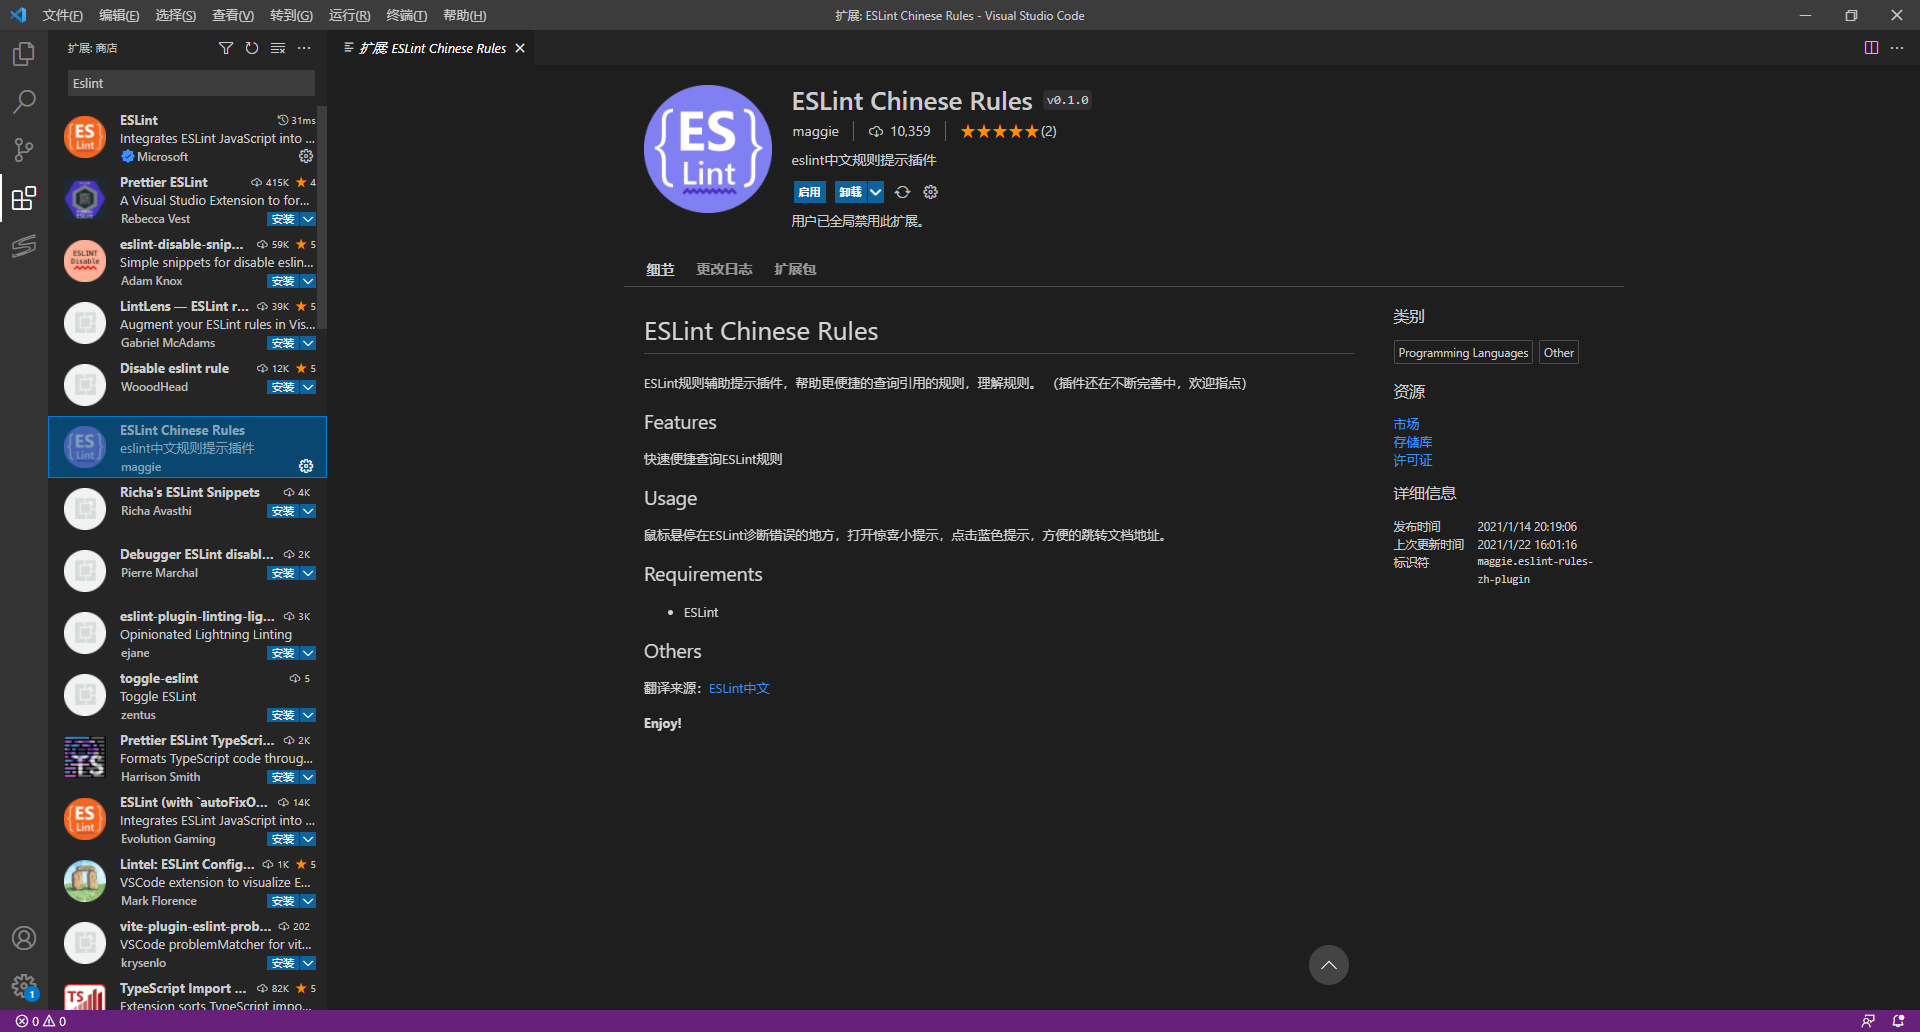 文件(F) 编辑(E) 选择(S) 查看(V) 转到(G) 运行(R) 终端(T) 帮助(H)
扩展: ESLint Chinese Rules - Visual Studio Code
扩展: 商店
Eslint
ESLint 31ms
Integrates ESLint JavaScript into ...
Microsoft
Prettier ESLint 415K 4
A Visual Studio Extension to for...
Rebecca Vest 安装
eslint-disable-snip... 59K 5
Simple snippets for disable eslin...
Adam Knox 安装
LintLens — ESLint r... 39K 5
Augment your ESLint rules in Vis...
Gabriel McAdams 安装
Disable eslint rule 12K 5
WooodHead 安装
ESLint Chinese Rules
eslint中文规则提示插件
maggie
Richa's ESLint Snippets 4K
Richa Avasthi 安装
Debugger ESLint disabl... 2K
Pierre Marchal 安装
eslint-plugin-linting-lig... 3K
Opinionated Lightning Linting
ejane 安装
toggle-eslint 5
Toggle ESLint
zentus 安装
Prettier ESLint TypeScri... 2K
Formats TypeScript code throug...
Harrison Smith 安装
ESLint (with `autoFixO... 14K
Integrates ESLint JavaScript into ...
Evolution Gaming 安装
Lintel: ESLint Config... 1K 5
VSCode extension to visualize E...
Mark Florence 安装
vite-plugin-eslint-prob... 202
VSCode problemMatcher for vit...
krysenlo 安装
TypeScript Import ... 82K 5
Extension sorts TypeScript impo...
扩展: ESLint Chinese Rules
{ES Lint}
ESLint Chinese Rules v0.1.0
maggie 10,359 ★★★★★(2)
eslint中文规则提示插件
启用 卸载
用户已全局禁用此扩展。
细节 更改日志 扩展包
ESLint Chinese Rules
ESLint规则辅助提示插件，帮助更便捷的查询引用的规则，理解规则。 （插件还在不断完善中，欢迎指点）
Features
快速便捷查询ESLint规则
Usage
鼠标悬停在ESLint诊断错误的地方，打开惊喜小提示，点击蓝色提示，方便的跳转文档地址。
Requirements
• ESLint
Others
翻译来源：ESLint中文
Enjoy!
类别
Programming Languages Other
资源
市场
存储库
许可证
详细信息
发布时间 2021/1/14 20:19:06
上次更新时间 2021/1/22 16:01:16
标识符 maggie.eslint-rules-
zh-plugin
1
0 0